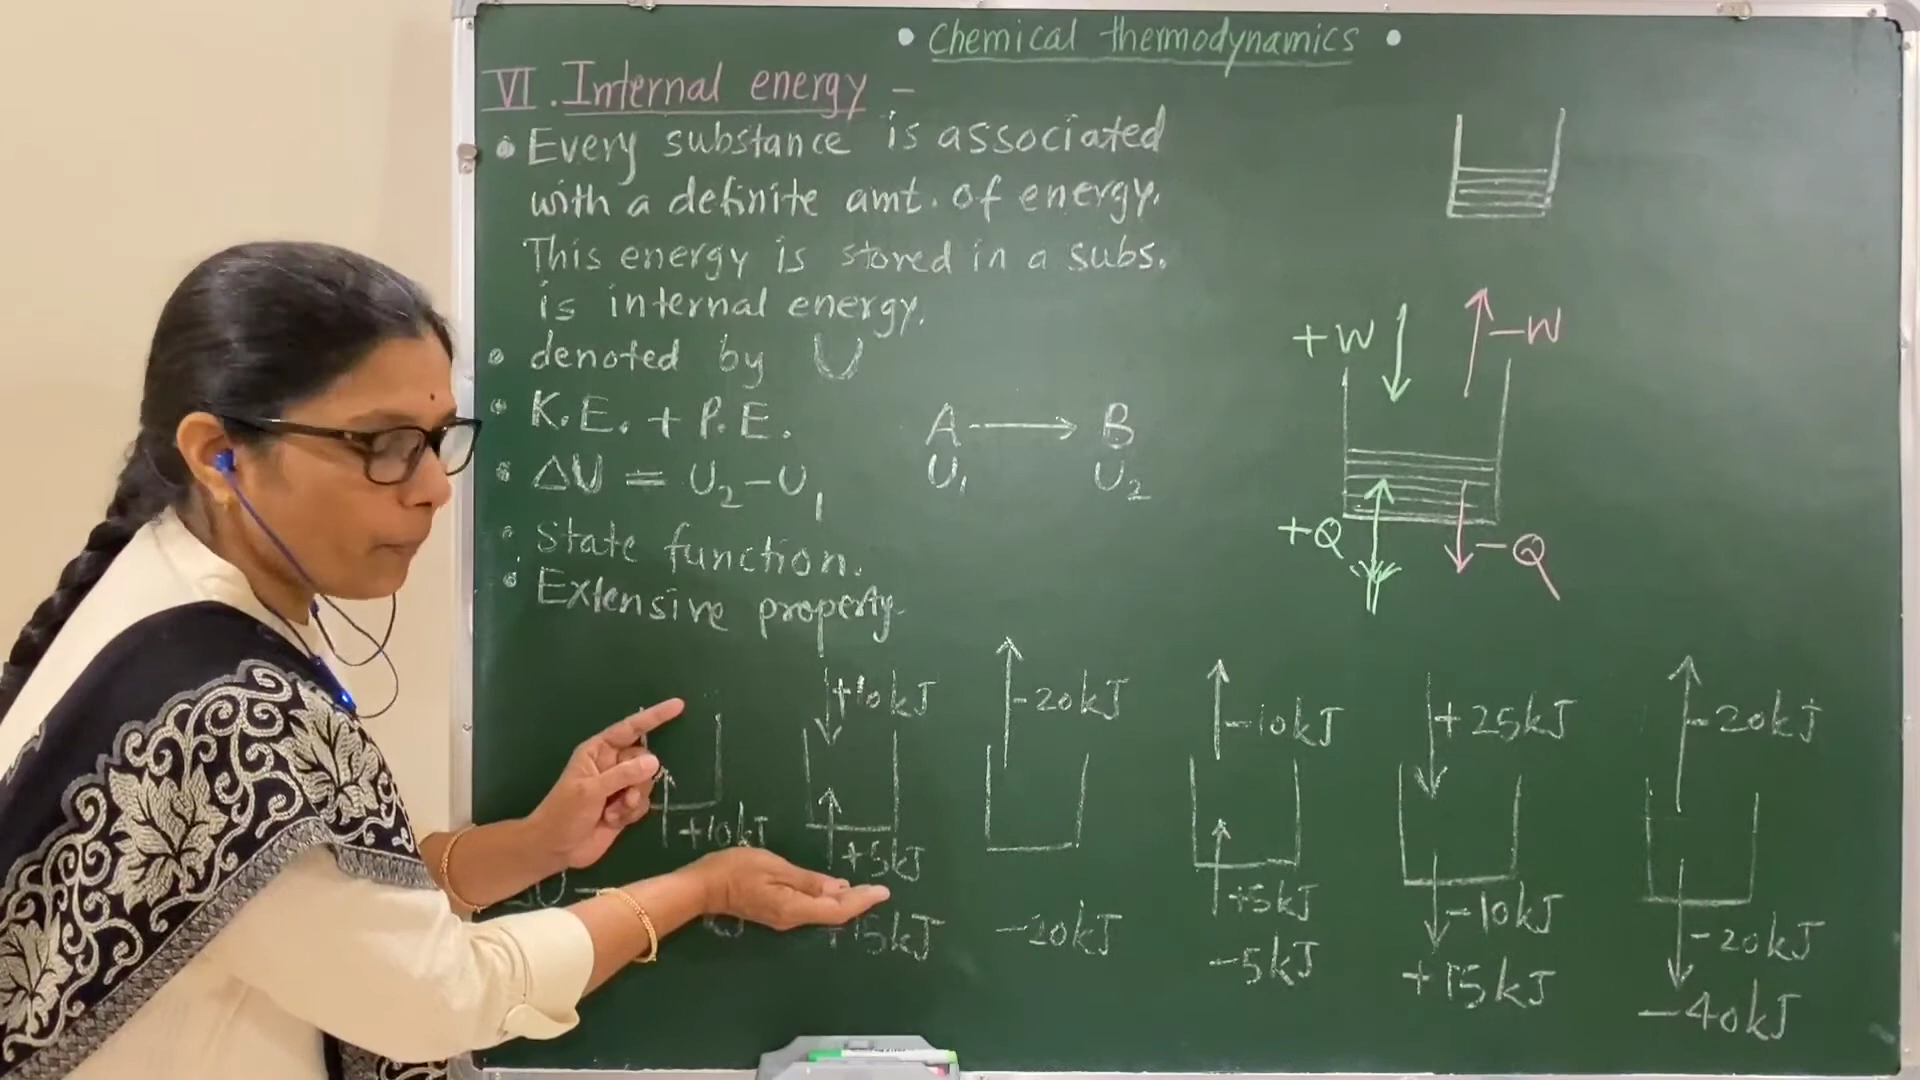 • Chemical thermodynamics •
VI. Internal energy –
• Every substance is associated
with a definite amt. of energy.
This energy is stored in a subs.
is internal energy.
• denoted by U
• K.E. + P.E.
A → B
• ΔU = U₂ – U₁
U₁ U₂
• State function.
• Extensive property.
+W –W
+Q –Q
+10kJ –20kJ –10kJ +25kJ –20kJ
+10kJ +5kJ +5kJ –10kJ –20kJ
kJ +15kJ –20kJ –5kJ +15kJ –40kJ